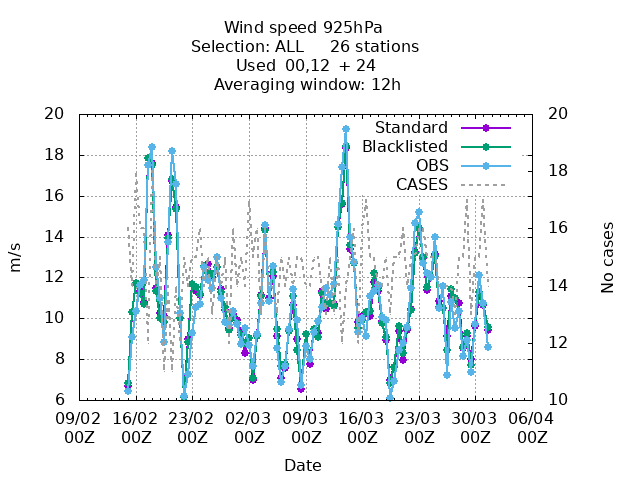 Wind speed 925hPa
Selection: ALL 26 stations
Used 00,12 + 24
Averaging window: 12h
20 20
Standard
Blacklisted
OBS
CASES
18 18
16 16
14
12 14
10 12
8
6 10
m/s
No cases
09/02 16/02 23/02 02/03 09/03 16/03 23/03 30/03 06/04
00Z 00Z 00Z 00Z 00Z 00Z 00Z 00Z 00Z
Date